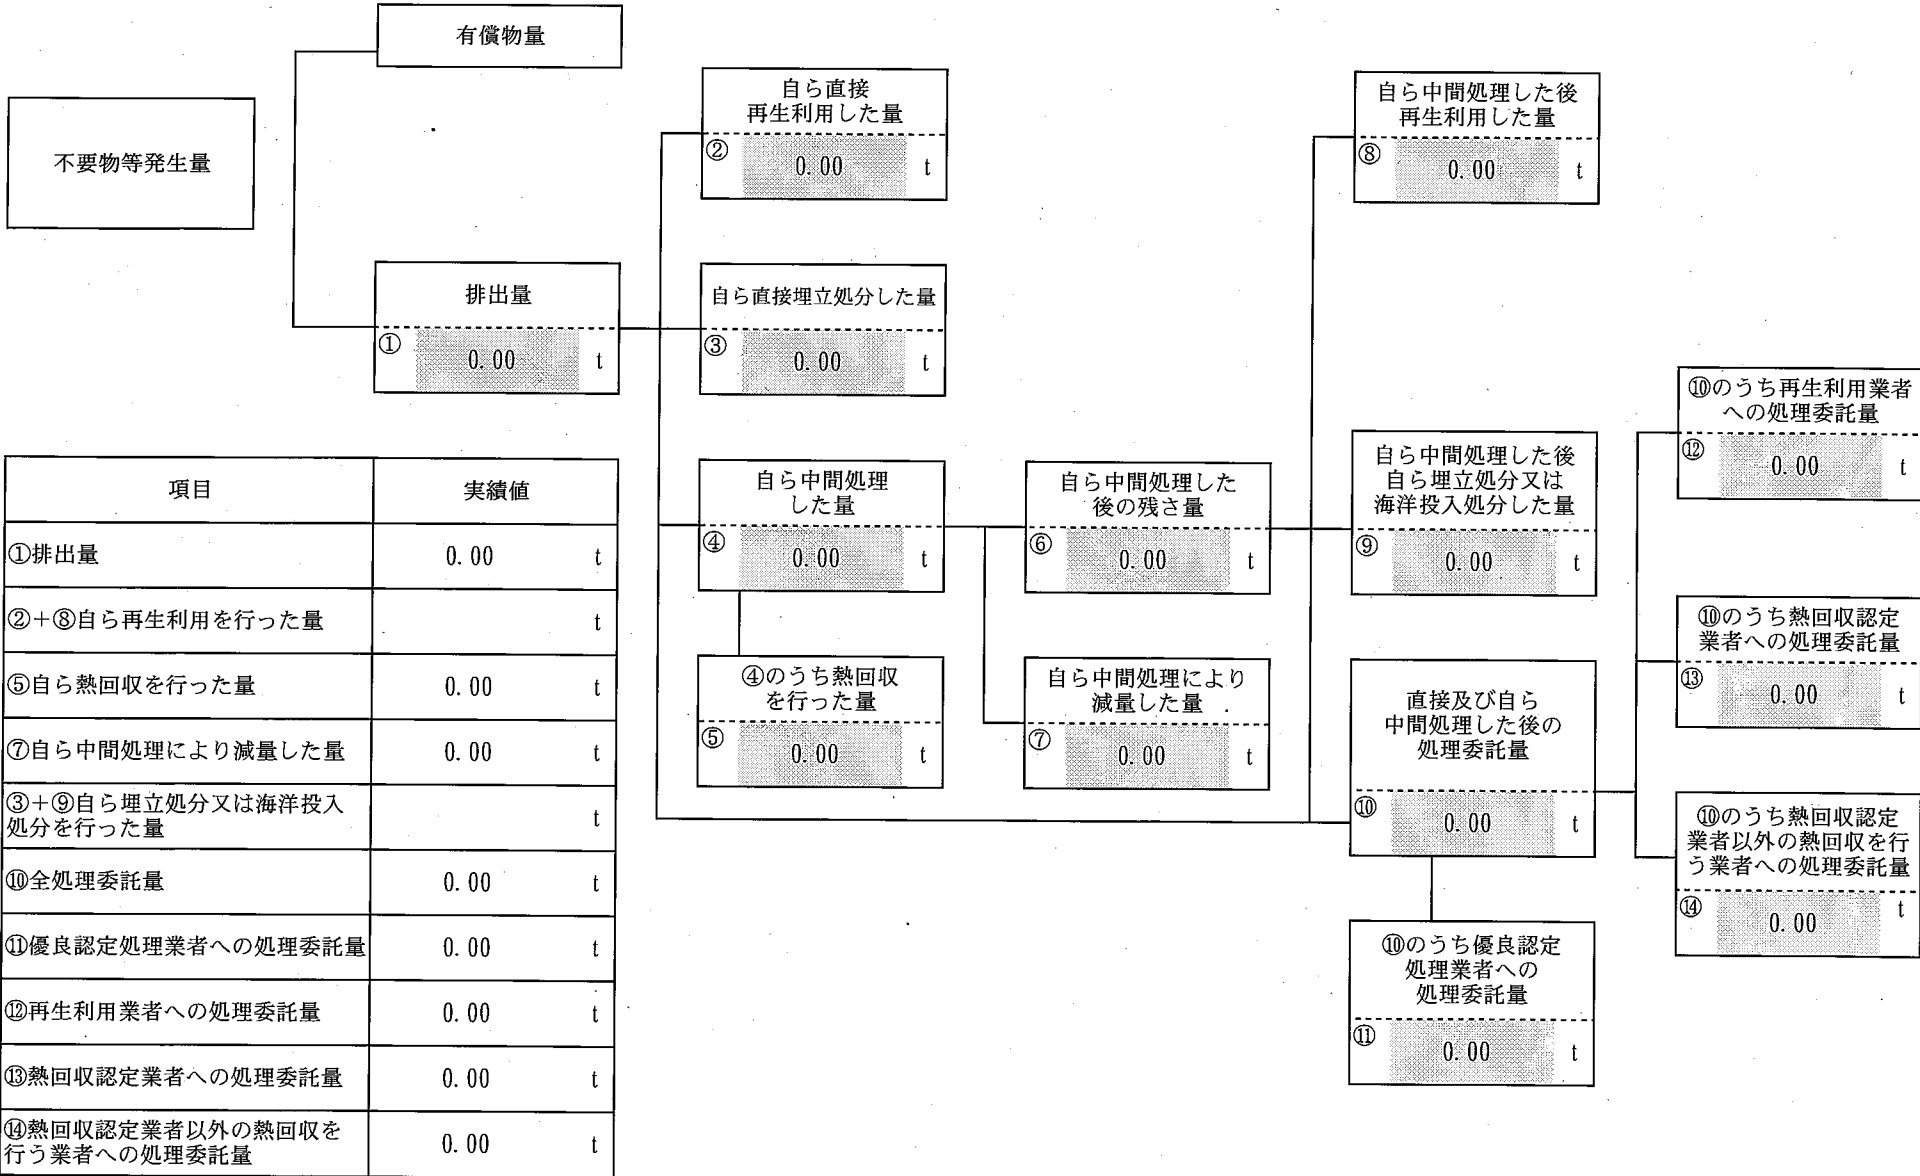 有償物量
不要物等発生量
排出量
① 0.00 t
自ら直接
再生利用した量
② 0.00 t
自ら直接埋立処分した量
③ 0.00 t
自ら中間処理
した量
④ 0.00 t
④のうち熱回収
を行った量
⑤ 0.00 t
自ら中間処理した
後の残さ量
⑥ 0.00 t
自ら中間処理により
減量した量
⑦ 0.00 t
自ら中間処理した後
再生利用した量
⑧ 0.00 t
自ら中間処理した後
自ら埋立処分又は
海洋投入処分した量
⑨ 0.00 t
直接及び自ら
中間処理した後の
処理委託量
⑩ 0.00 t
⑩のうち優良認定
処理業者への
処理委託量
⑪ 0.00 t
⑩のうち再生利用業者
への処理委託量
⑫ 0.00 t
⑩のうち熱回収認定
業者への処理委託量
⑬ 0.00 t
⑩のうち熱回収認定
業者以外の熱回収を行
う業者への処理委託量
⑭ 0.00 t
項目 実績値
①排出量 0.00 t
②+⑧自ら再生利用を行った量 t
⑤自ら熱回収を行った量 0.00 t
⑦自ら中間処理により減量した量 0.00 t
③+⑨自ら埋立処分又は海洋投入
処分を行った量 t
⑩全処理委託量 0.00 t
⑪優良認定処理業者への処理委託量 0.00 t
⑫再生利用業者への処理委託量 0.00 t
⑬熱回収認定業者への処理委託量 0.00 t
⑭熱回収認定業者以外の熱回収を
行う業者への処理委託量 0.00 t